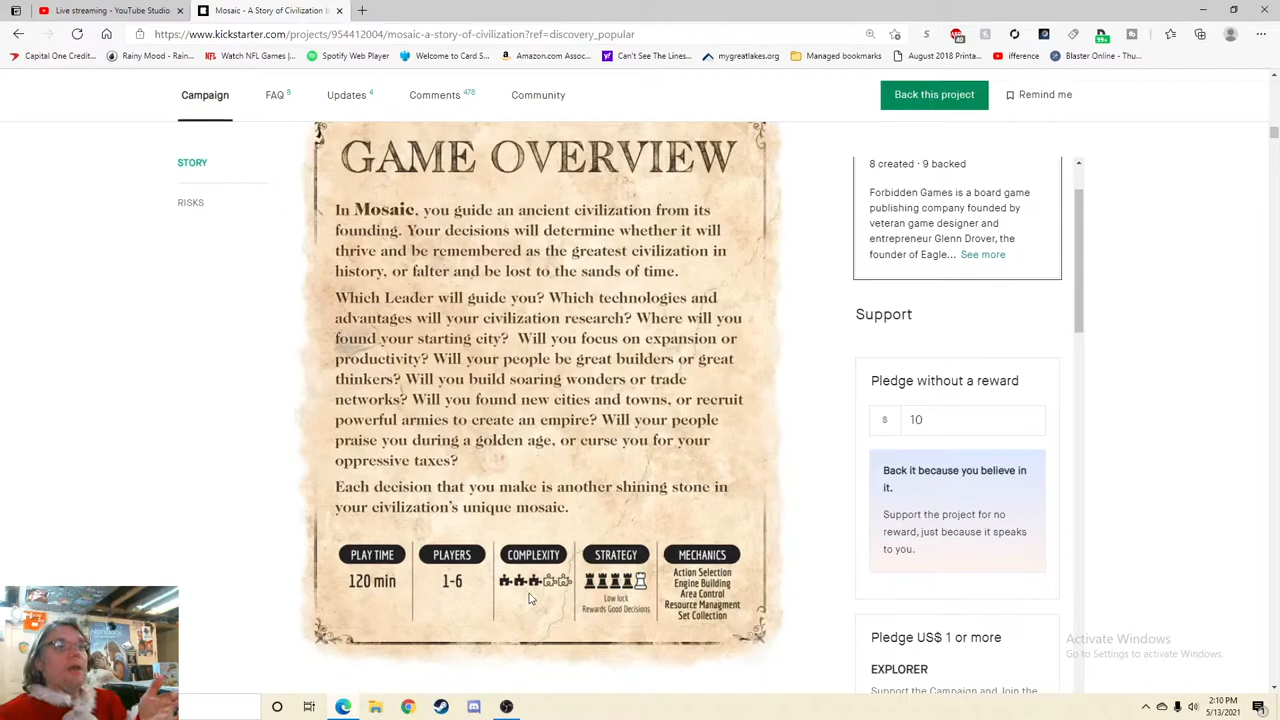 Live streaming - YouTube Studio
Mosaic - A Story of Civilization b
https://www.kickstarter.com/projects/954412004/mosaic-a-story-of-civilization?ref=discovery_popular
Capital One Credit...
Rainy Mood - Rainy...
Watch NFL Games |...
Spotify Web Player
Welcome to Card S...
Amazon.com Assoc...
Can't See The Lines...
mygreatlakes.org
Managed bookmarks
August 2018 Printa...
ifference
Blaster Online - Thu...
Campaign
FAQ 8
Updates 4
Comments 478
Community
Back this project
Remind me
STORY
RISKS
GAME OVERVIEW
In Mosaic, you guide an ancient civilization from its
founding. Your decisions will determine whether it will
thrive and be remembered as the greatest civilization in
history, or falter and be lost to the sands of time.
Which Leader will guide you? Which technologies and
advantages will your civilization research? Where will you
found your starting city? Will you focus on expansion or
productivity? Will your people be great builders or great
thinkers? Will you build soaring wonders or trade
networks? Will you found new cities and towns, or recruit
powerful armies to create an empire? Will your people
praise you during a golden age, or curse you for your
oppressive taxes?
Each decision that you make is another shining stone in
your civilization's unique mosaic.
PLAY TIME
120 min
PLAYERS
1-6
COMPLEXITY
STRATEGY
Low luck
Rewards Good Decisions
MECHANICS
Action Selection
Engine Building
Area Control
Resource Managment
Set Collection
8 created · 9 backed
Forbidden Games is a board game
publishing company founded by
veteran game designer and
entrepreneur Glenn Drover, the
founder of Eagle... See more
Support
Pledge without a reward
$ 10
Back it because you believe in
it.
Support the project for no
reward, just because it speaks
to you.
Pledge US$ 1 or more
EXPLORER
Support the Campaign and Join the
Activate Windows
Go to Settings to activate Windows.
2:10 PM
5/13/2021